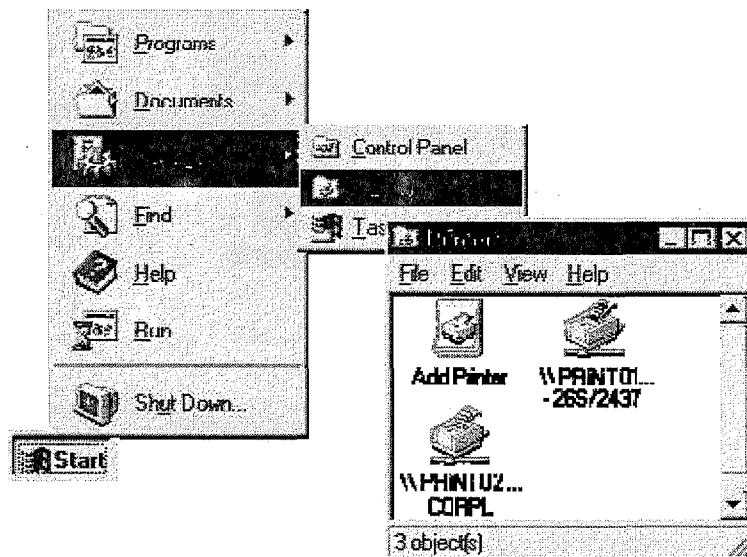 Programs
Documents
Control Panel
Find
Tas
Printers
Help
File Edit View Help
Run
Add Printer
\\PRINT01...
-26S/2437
Shut Down...
Start
\\PRINT02...
CORPL
3 object(s)